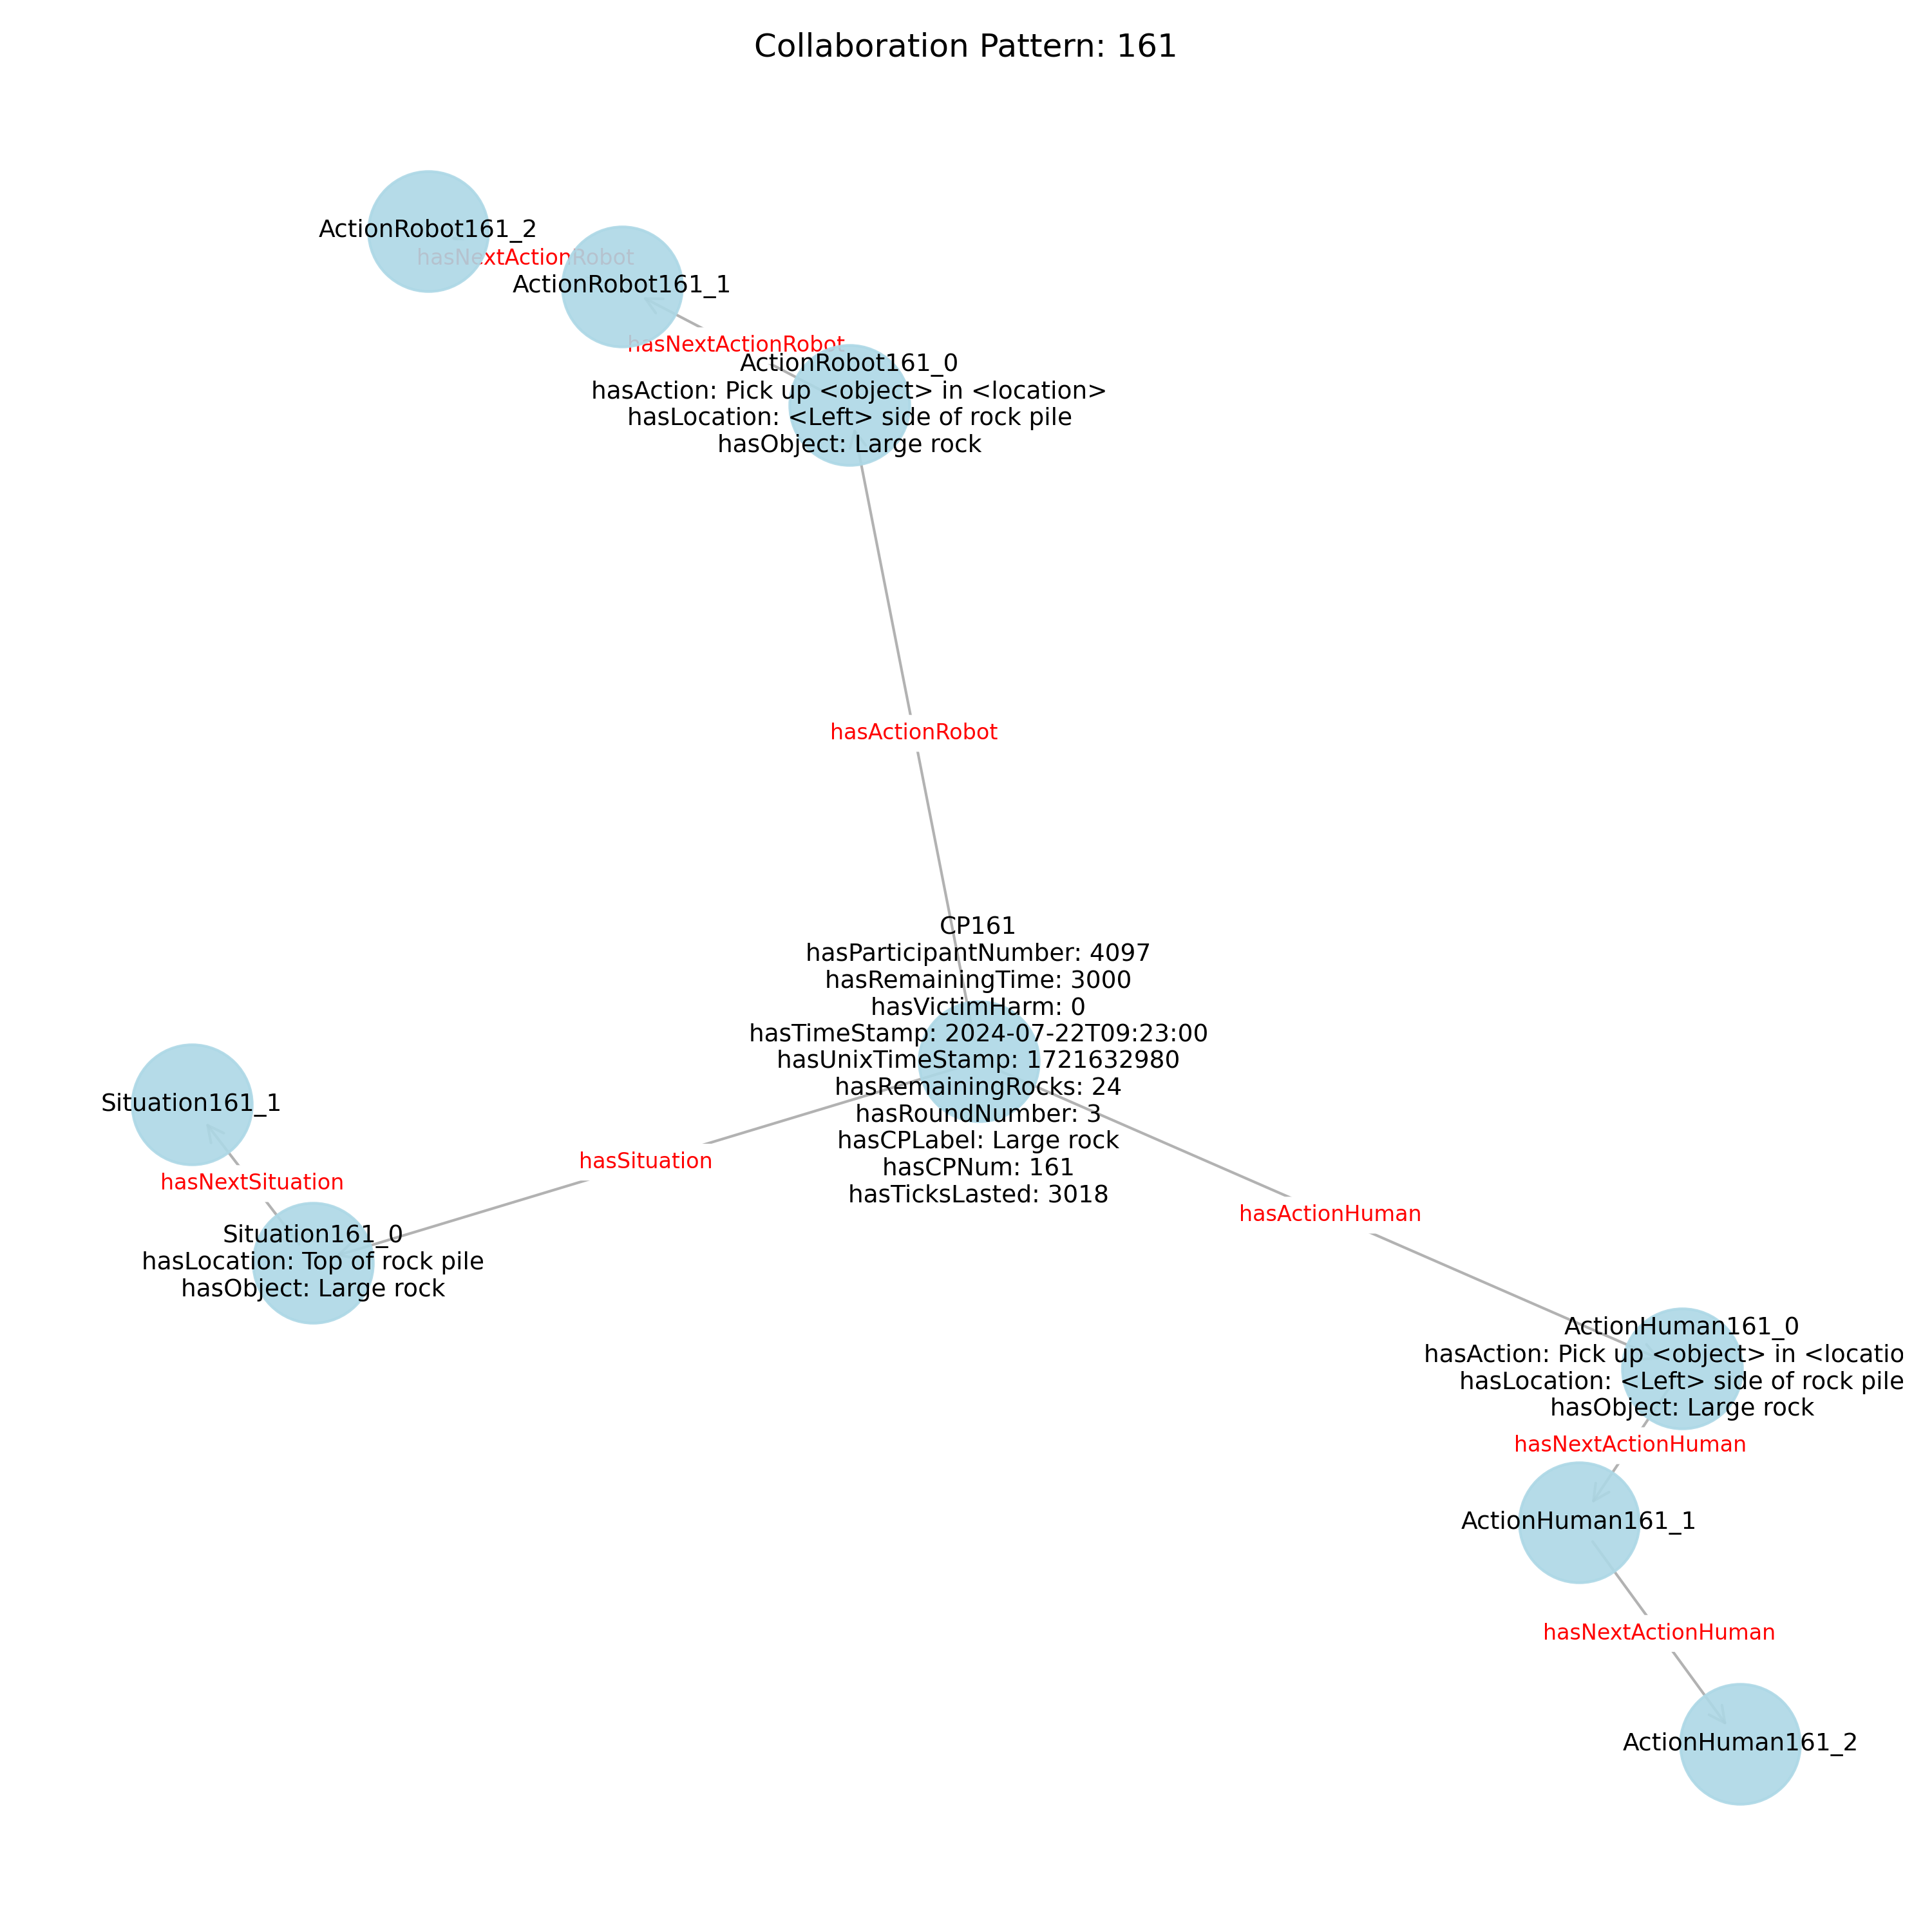 Collaboration Pattern: 161
ActionRobot161_2
hasNextActionRobot
ActionRobot161_1
hasNextActionRobot
ActionRobot161_0
hasAction: Pick up <object> in <location>
hasLocation: <Left> side of rock pile
hasObject: Large rock
hasActionRobot
CP161
hasParticipantNumber: 4097
hasRemainingTime: 3000
hasVictimHarm: 0
hasTimeStamp: 2024-07-22T09:23:00
hasUnixTimeStamp: 1721632980
hasRemainingRocks: 24
hasRoundNumber: 3
hasCPLabel: Large rock
hasCPNum: 161
hasTicksLasted: 3018
Situation161_1
hasNextSituation
hasSituation
Situation161_0
hasLocation: Top of rock pile
hasObject: Large rock
hasActionHuman
ActionHuman161_0
hasAction: Pick up <object> in <locatio
hasLocation: <Left> side of rock pile
hasObject: Large rock
hasNextActionHuman
ActionHuman161_1
hasNextActionHuman
ActionHuman161_2